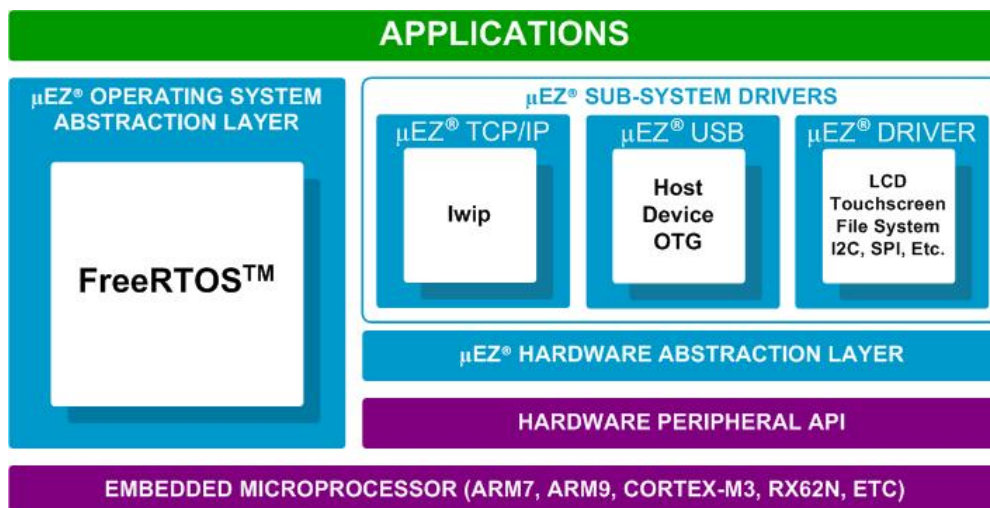 APPLICATIONS
µEZ® OPERATING SYSTEM
ABSTRACTION LAYER
FreeRTOS™
µEZ® SUB-SYSTEM DRIVERS
µEZ® TCP/IP
lwip
µEZ® USB
Host
Device
OTG
µEZ® DRIVER
LCD
Touchscreen
File System
I2C, SPI, Etc.
µEZ® HARDWARE ABSTRACTION LAYER
HARDWARE PERIPHERAL API
EMBEDDED MICROPROCESSOR (ARM7, ARM9, CORTEX-M3, RX62N, ETC)